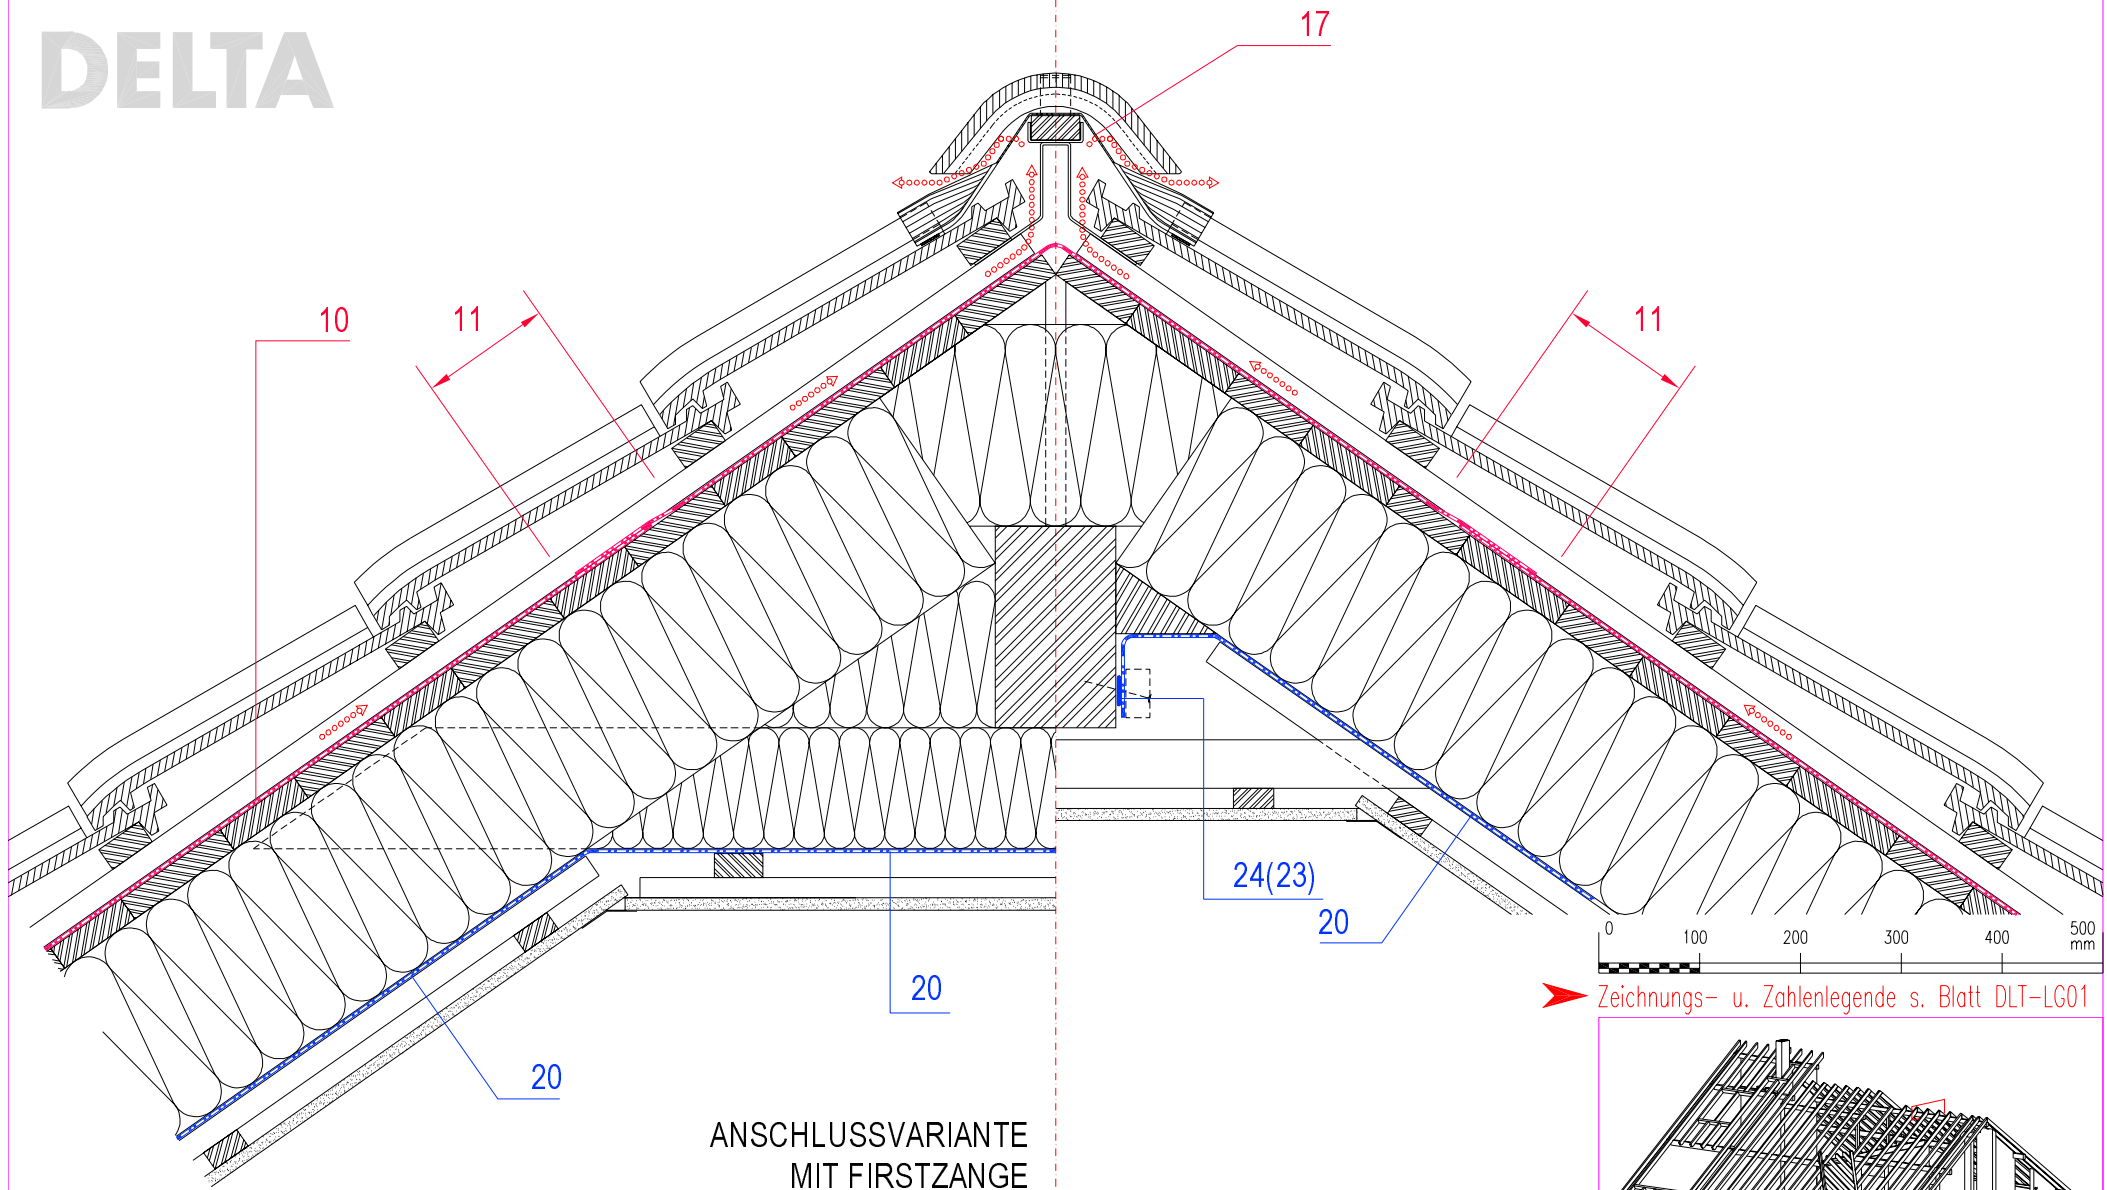 DELTA
17
10
11
11
24(23)
20
20
20
0 100 200 300 400 500
mm
Zeichnungs- u. Zahlenlegende s. Blatt DLT-LG01
ANSCHLUSSVARIANTE
MIT FIRSTZANGE